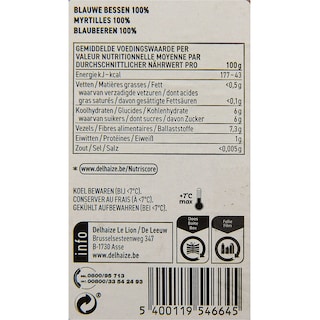 BLAUWE BESSEN 100%
MYRTILLES 100%
BLAUBEEREN 100%
GEMIDDELDE VOEDINGSWAARDE PER
VALEUR NUTRITIONNELLE MOYENNE PAR
DURCHSCHNITTLICHER NÄHRWERT PRO 100g
Energie kJ - kcal 177 - 43
Vetten / Matières grasses / Fett <0,5g
waarvan verzadigde vetzuren / dont acides
gras saturés / davon gesättigte Fettsäuren <0,1g
Koolhydraten / Glucides / Kohlenhydrate 6g
waarvan suikers / dont sucres / davon Zucker 6g
Vezels / Fibres alimentaires / Ballaststoffe 7,3g
Eiwitten / Protéines / Eiweiß 1g
Zout / Sel / Salz <0,005g
www.delhaize.be/Nutriscore
KOEL BEWAREN (BIJ <7°C).
CONSERVER AU FRAIS (À <7°C).
GEKÜHLT AUFBEWAHREN (BEI <7°C).
+7°C
max
info
Delhaize Le Lion / De Leeuw
Brusselsesteenweg 347
B-1730 Asse
www.delhaize.be
0800/95 713
00800/33 54 24 93
5 400119 546645